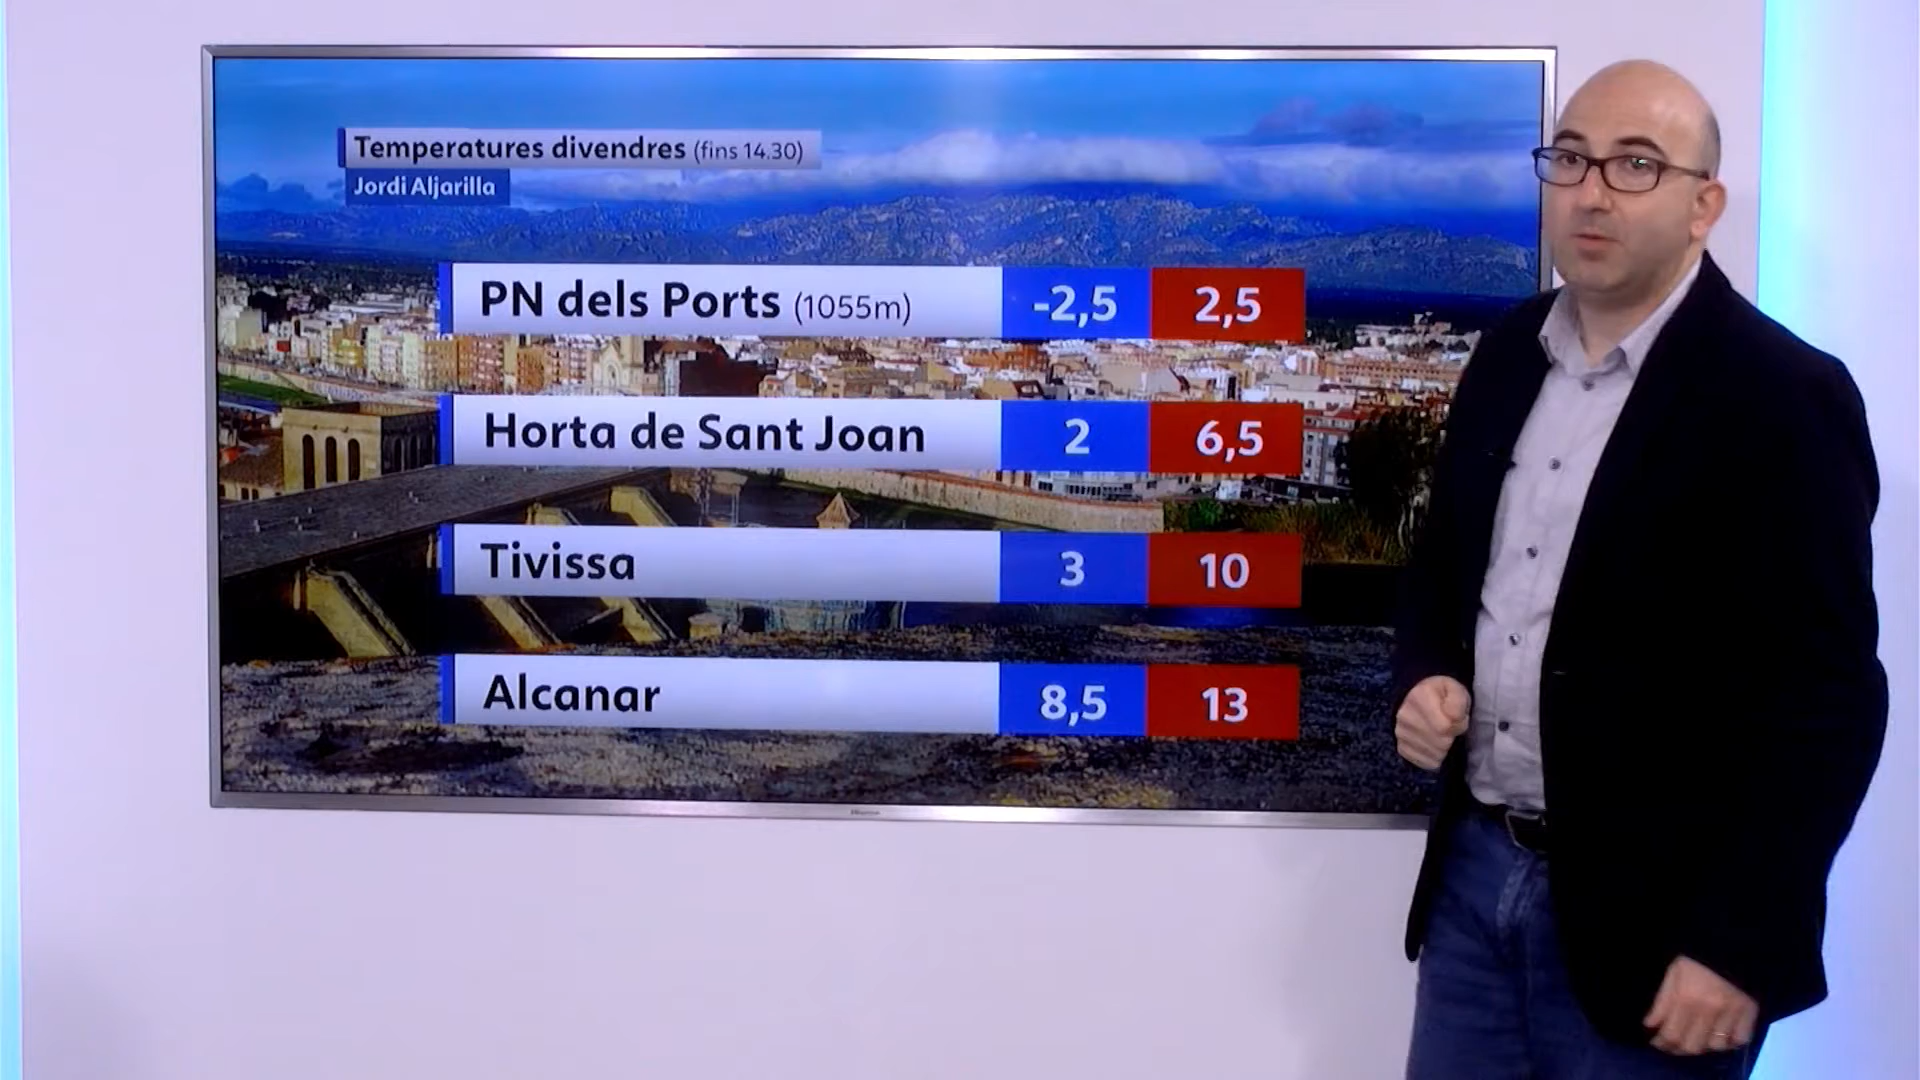 Temperatures divendres (fins 14.30)
Jordi Aljarilla
PN dels Ports (1055m) -2,5 2,5
Horta de Sant Joan 2 6,5
Tivissa 3 10
Alcanar 8,5 13